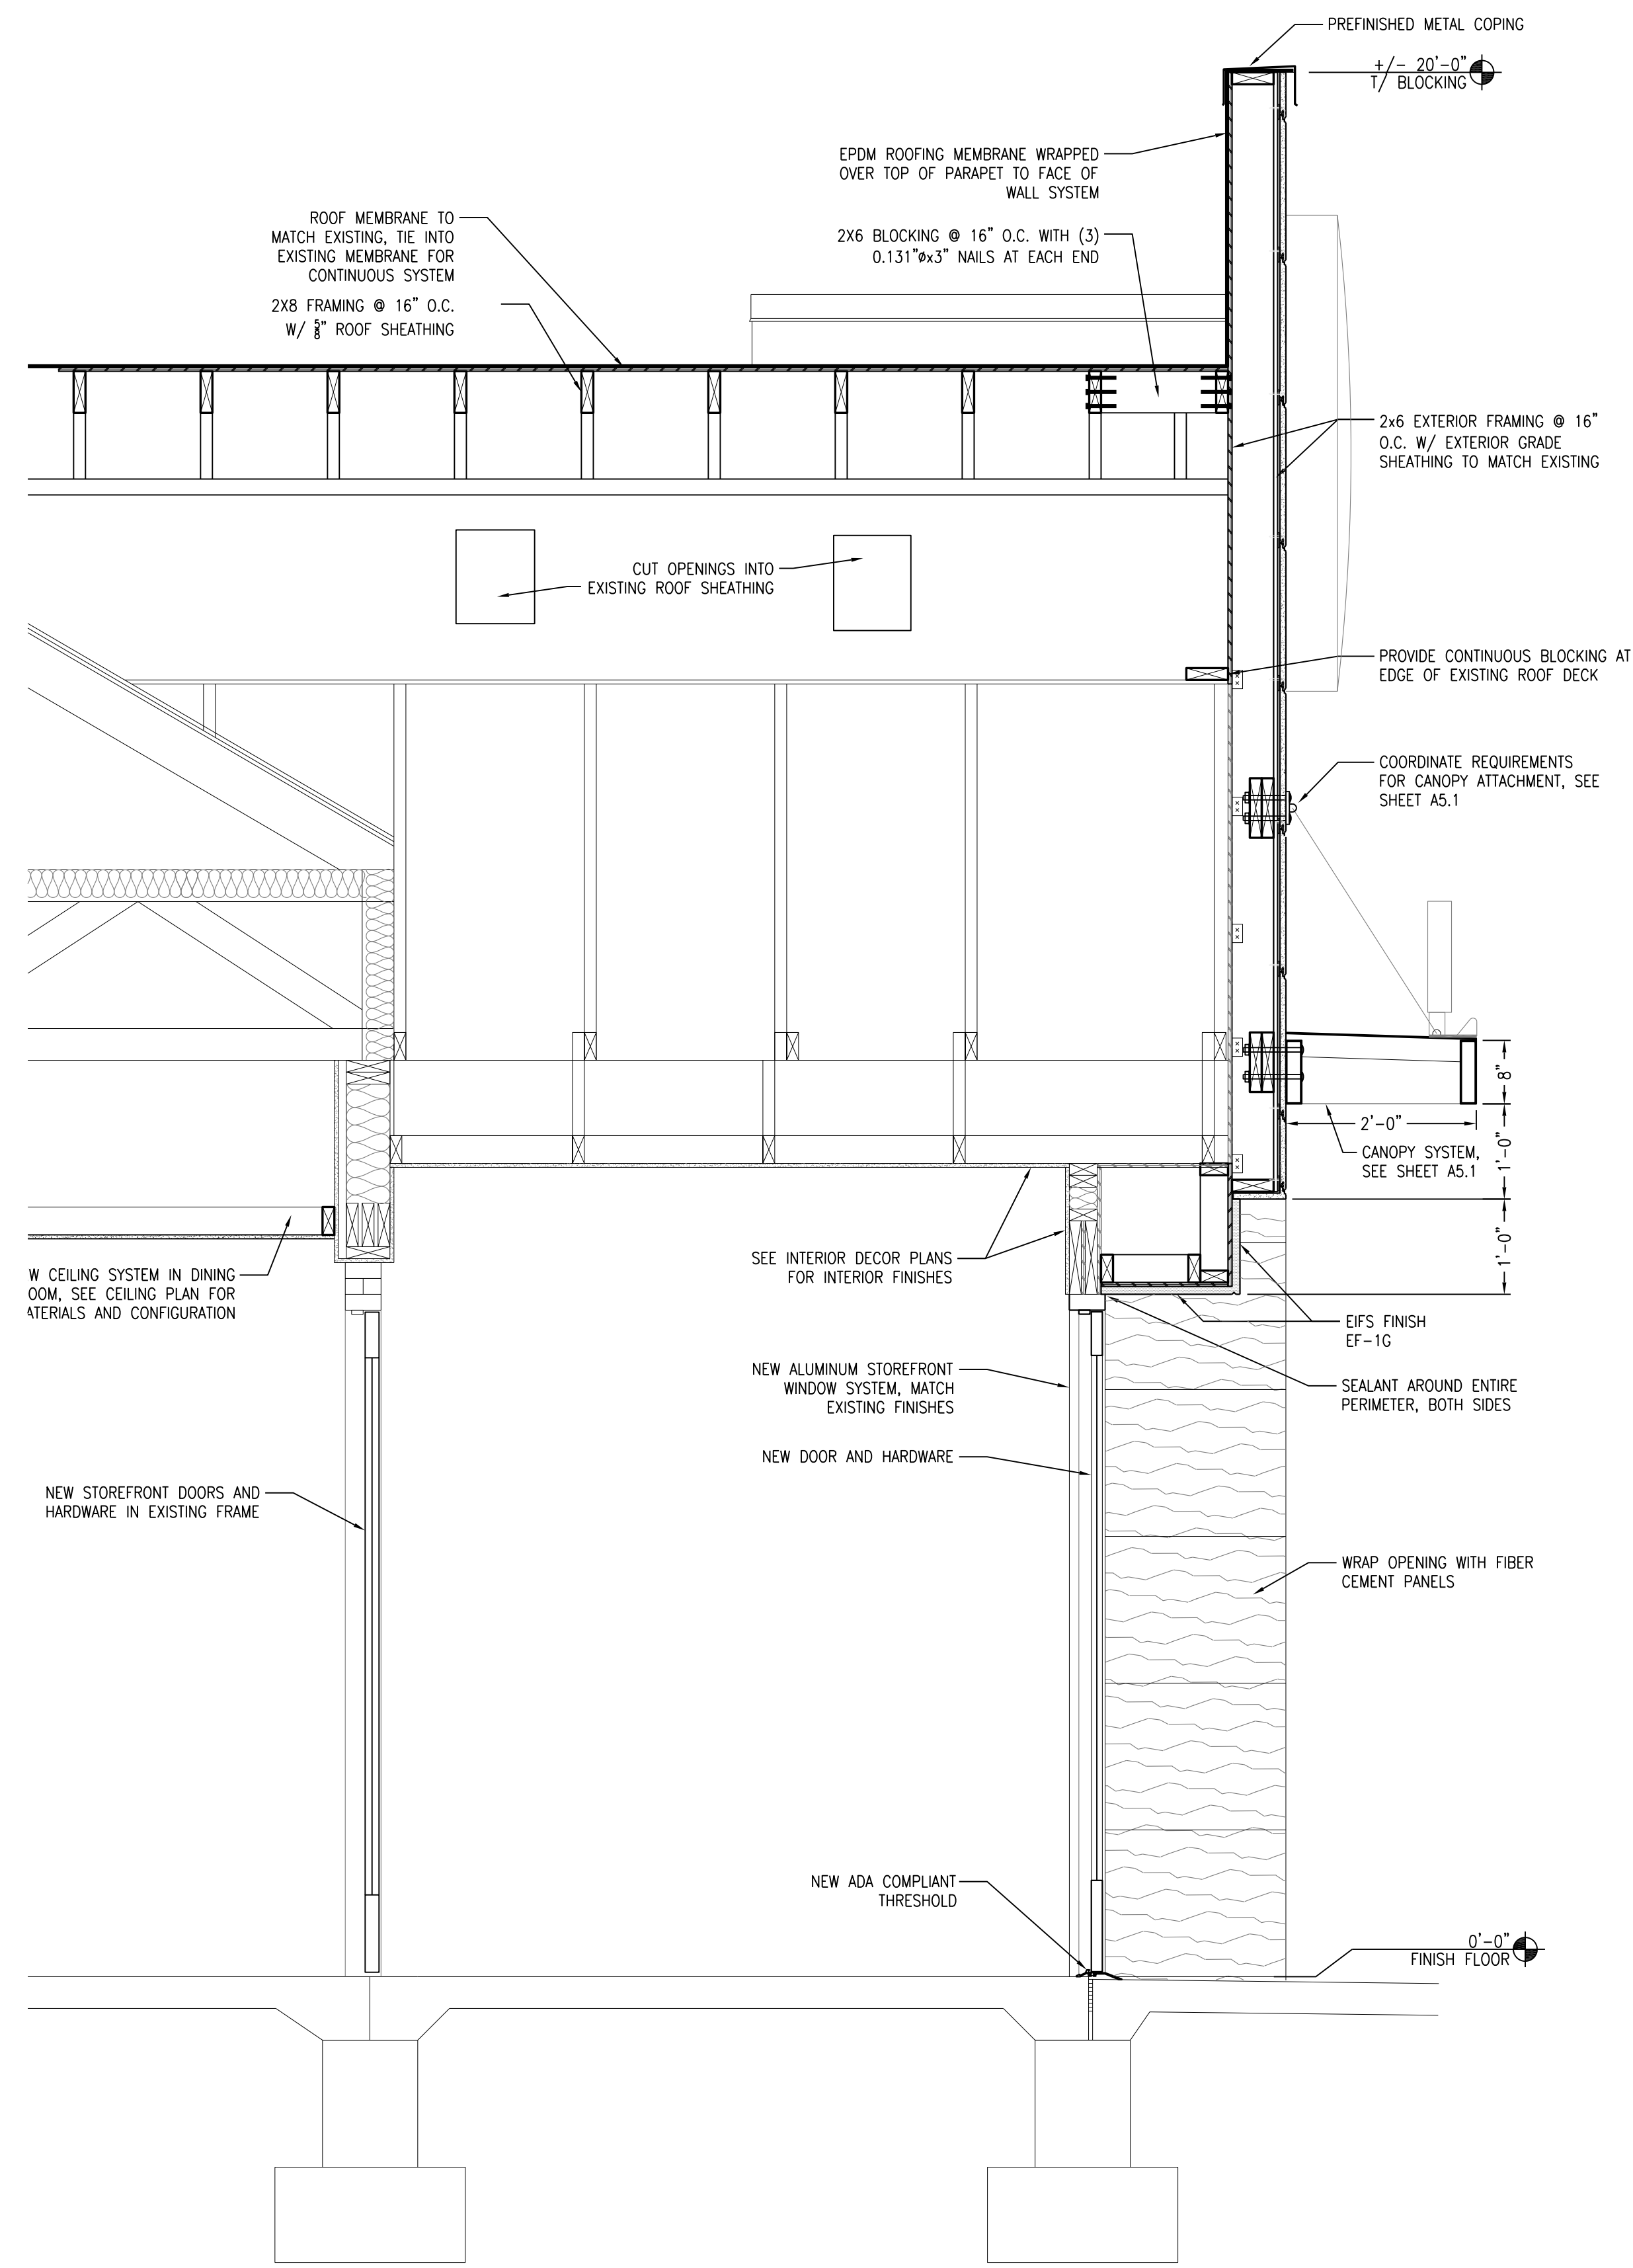 PREFINISHED METAL COPING
+/- 20'-0"
T/ BLOCKING
EPDM ROOFING MEMBRANE WRAPPED
OVER TOP OF PARAPET TO FACE OF
WALL SYSTEM
ROOF MEMBRANE TO
MATCH EXISTING, TIE INTO
EXISTING MEMBRANE FOR
CONTINUOUS SYSTEM
2X6 BLOCKING @ 16" O.C. WITH (3)
0.131"øx3" NAILS AT EACH END
2X8 FRAMING @ 16" O.C.
W/ 5/8" ROOF SHEATHING
2x6 EXTERIOR FRAMING @ 16"
O.C. W/ EXTERIOR GRADE
SHEATHING TO MATCH EXISTING
CUT OPENINGS INTO
EXISTING ROOF SHEATHING
PROVIDE CONTINUOUS BLOCKING AT
EDGE OF EXISTING ROOF DECK
COORDINATE REQUIREMENTS
FOR CANOPY ATTACHMENT, SEE
SHEET A5.1
8"
2'-0"
1'-0"
CANOPY SYSTEM,
SEE SHEET A5.1
1'-0"
SEE INTERIOR DECOR PLANS
FOR INTERIOR FINISHES
W CEILING SYSTEM IN DINING
OOM, SEE CEILING PLAN FOR
ATERIALS AND CONFIGURATION
EIFS FINISH
EF-1G
NEW ALUMINUM STOREFRONT
WINDOW SYSTEM, MATCH
EXISTING FINISHES
SEALANT AROUND ENTIRE
PERIMETER, BOTH SIDES
NEW DOOR AND HARDWARE
NEW STOREFRONT DOORS AND
HARDWARE IN EXISTING FRAME
WRAP OPENING WITH FIBER
CEMENT PANELS
NEW ADA COMPLIANT
THRESHOLD
0'-0"
FINISH FLOOR